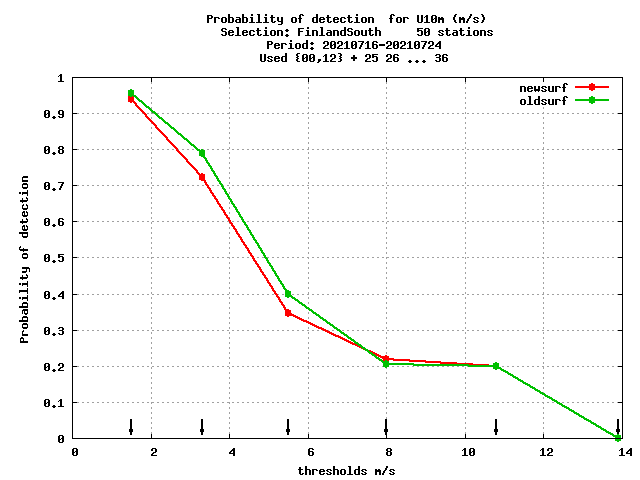 Probability of detection  for U10m (m/s)
Selection: FinlandSouth     50 stations
Period: 20210716-20210724
Used {00,12} + 25 26 ... 36
newsurf
oldsurf
Probability of detection
1
0.9
0.8
0.7
0.6
0.5
0.4
0.3
0.2
0.1
0
0 2 4 6 8 10 12 14
thresholds m/s